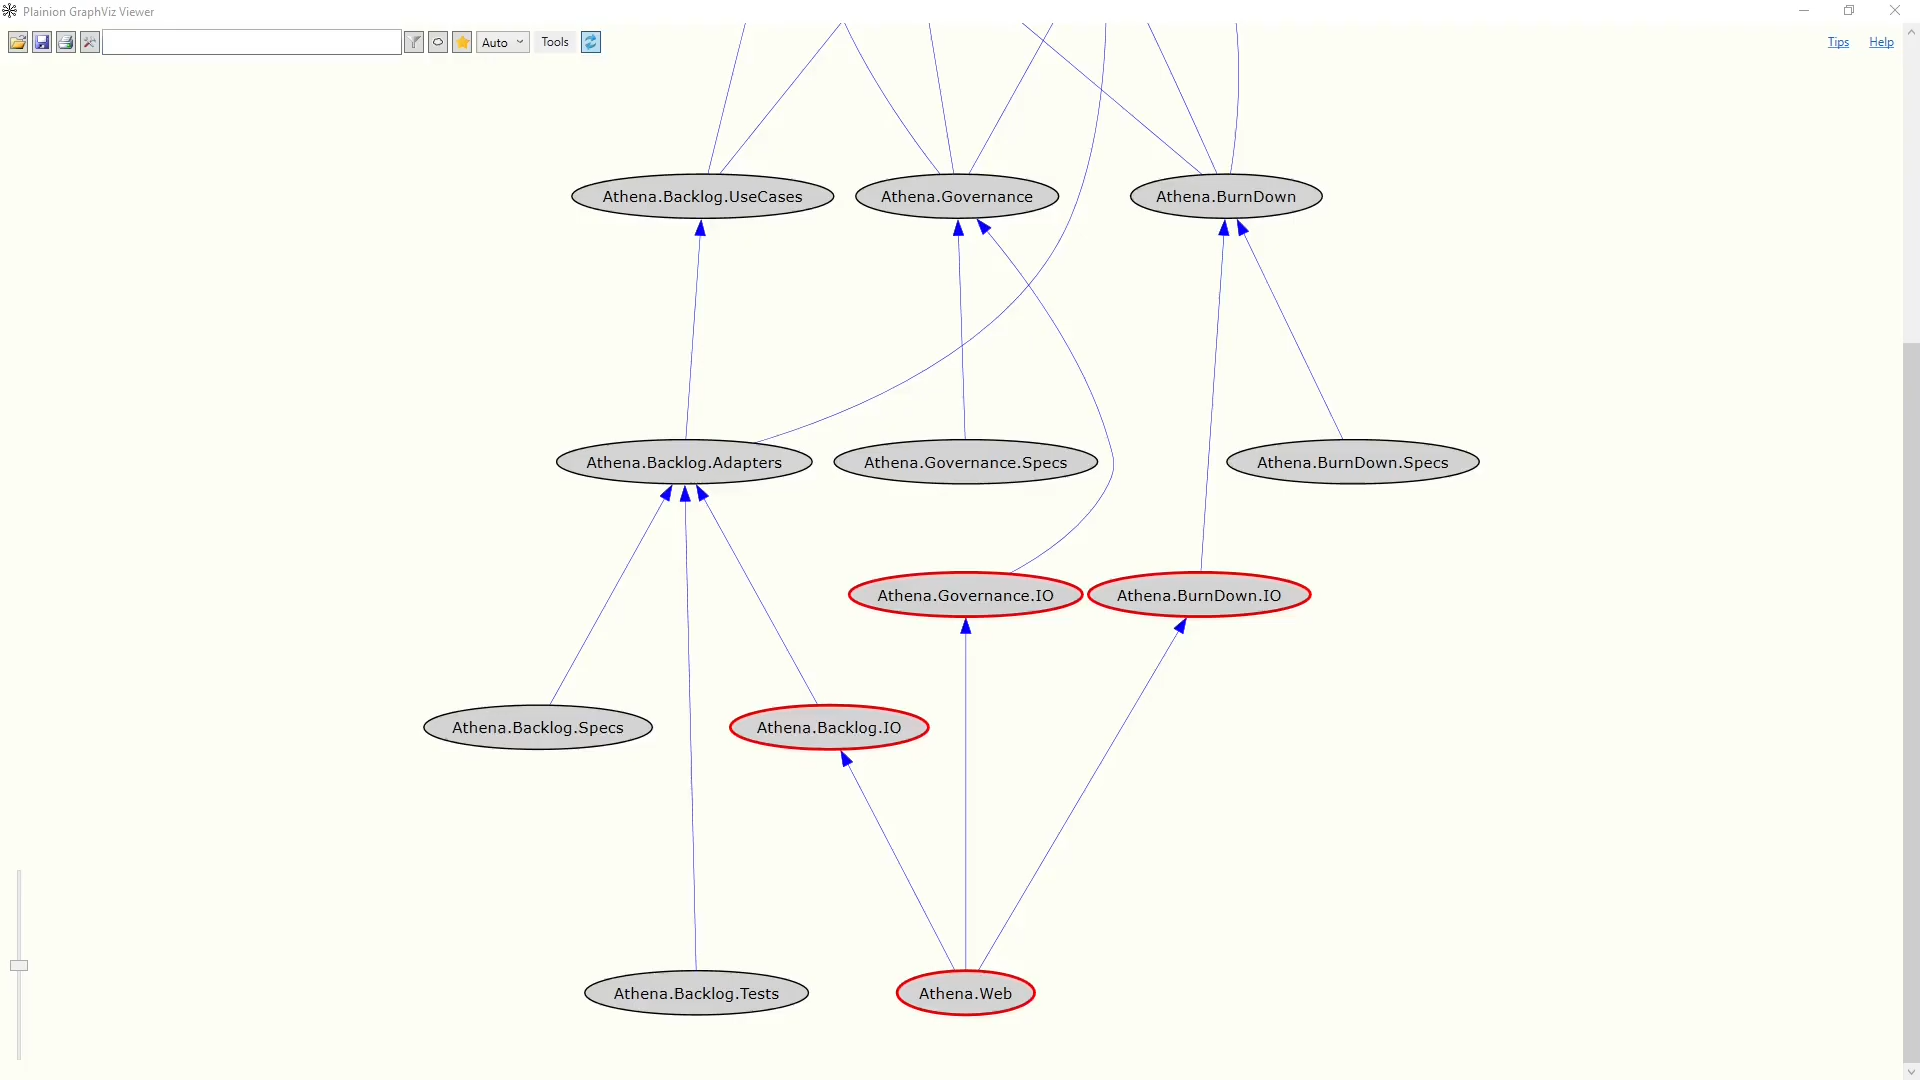 Plainion GraphViz Viewer
Auto
Tools
Tips
Help
Athena.Backlog.UseCases
Athena.Governance
Athena.BurnDown
Athena.Backlog.Adapters
Athena.Governance.Specs
Athena.BurnDown.Specs
Athena.Governance.IO
Athena.BurnDown.IO
Athena.Backlog.Specs
Athena.Backlog.IO
Athena.Backlog.Tests
Athena.Web